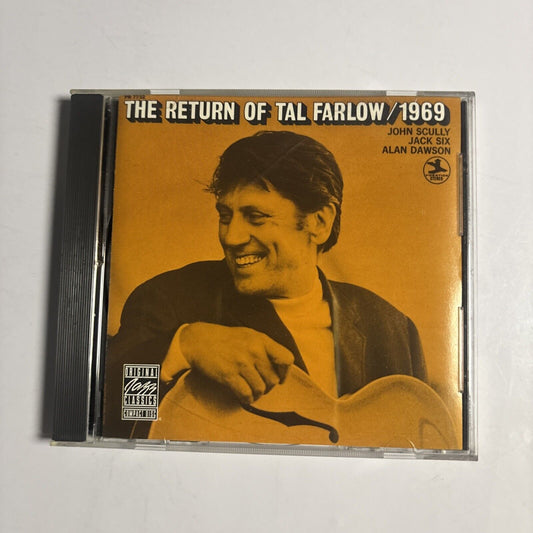 THE RETURN OF TAL FARLOW/1969
JOHN SCULLY
JACK SIX
ALAN DAWSON
ORIGINAL
Jazz
CLASSICS
COMPACT DISC